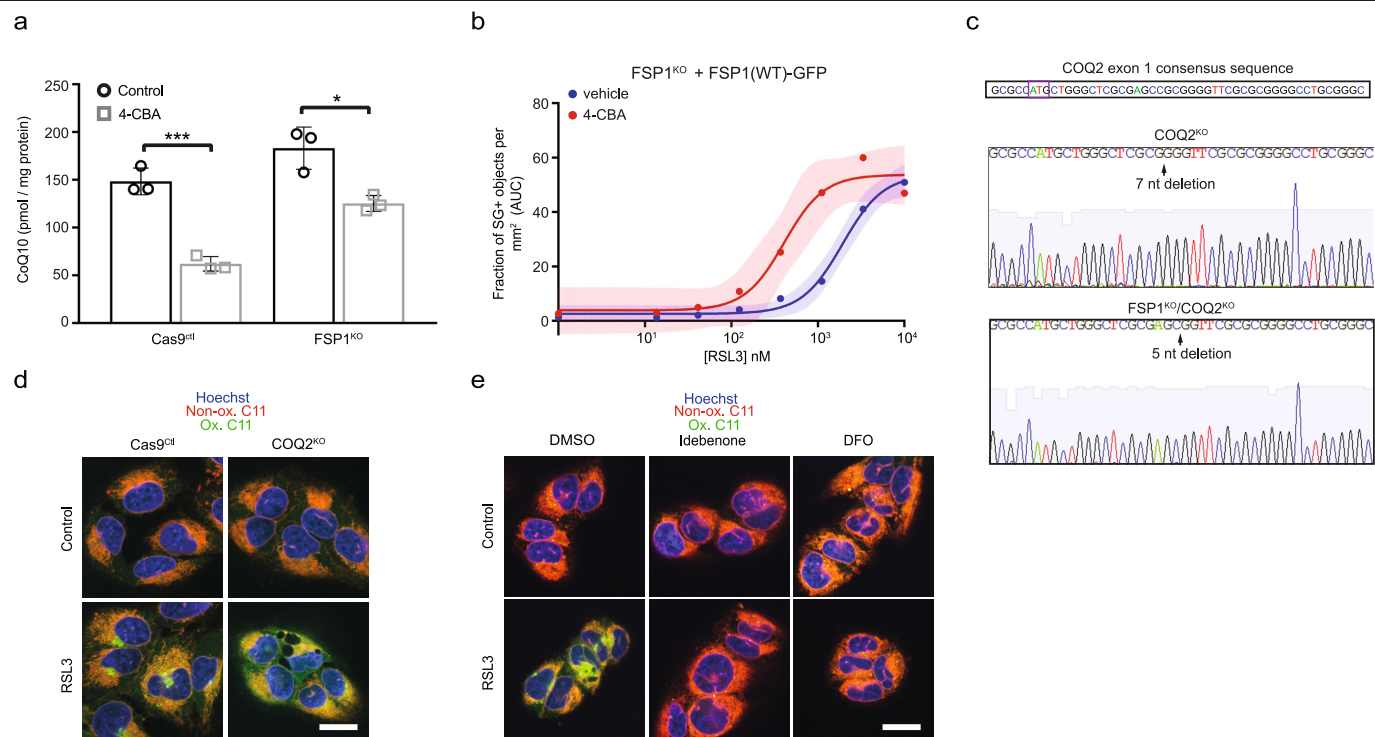 a
CoQ10 (pmol / mg protein)
250
200
150
100
50
0
Control
4-CBA
***
*
Cas9ctl
FSP1KO
b
FSP1KO + FSP1(WT)-GFP
vehicle
4-CBA
Fraction of SG+ objects per
mm2 (AUC)
80
60
40
20
0
10¹
10²
10³
10⁴
[RSL3] nM
c
COQ2 exon 1 consensus sequence
GCGCCATGCTGGGCTCGCGAGCCGCGGGGTTCGCGCGGGGCCTGCGGGC
COQ2KO
GCGCCATGCTGGGCTCGCGGGGTTCGCGCGGGGCCTGCGGGC
7 nt deletion
FSP1KO/COQ2KO
GCGCCATGCTGGGCTCGCGAGCGGTTCGCGCGGGGCCTGCGGGC
5 nt deletion
d
Hoechst
Non-ox. C11
Ox. C11
Cas9Ctl
COQ2KO
Control
RSL3
e
Hoechst
Non-ox. C11
Ox. C11
DMSO
Idebenone
DFO
Control
RSL3